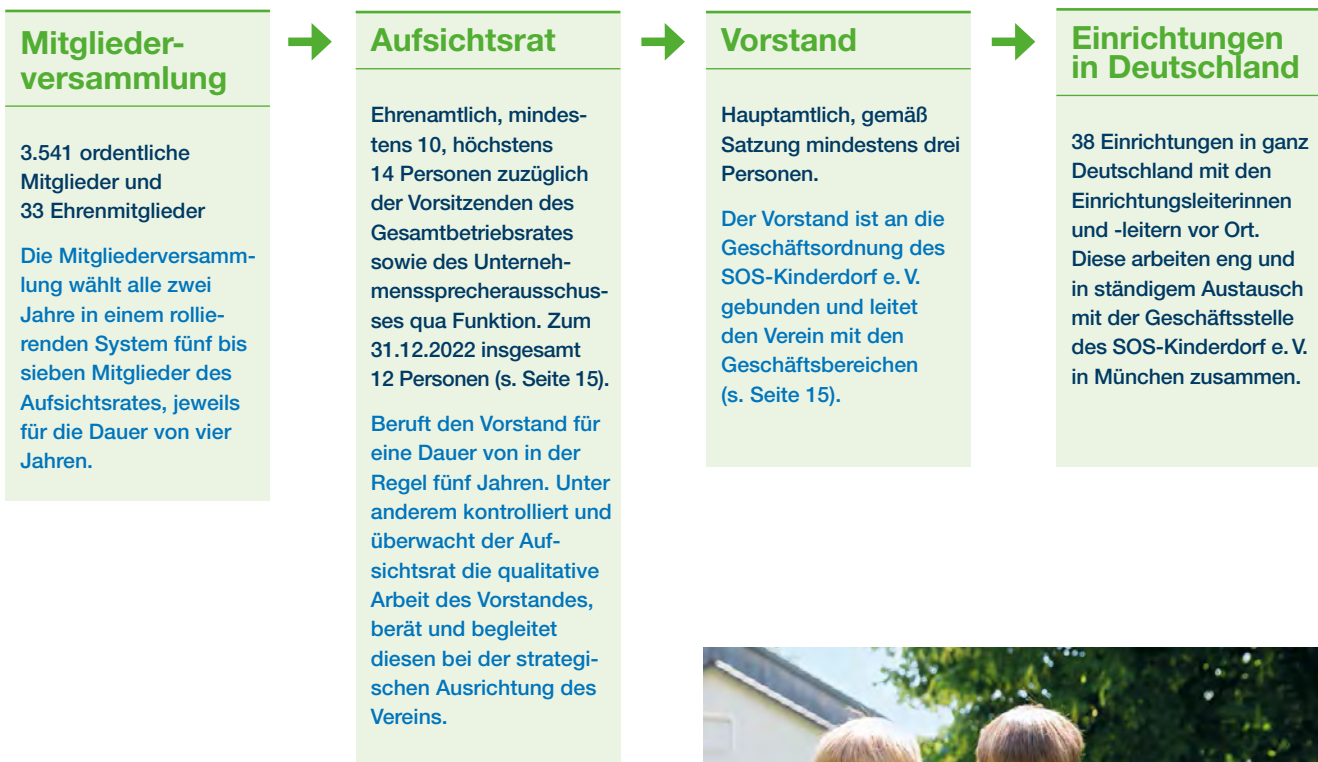 Mitglieder-
versammlung
3.541 ordentliche
Mitglieder und
33 Ehrenmitglieder
Die Mitgliederversamm-
lung wählt alle zwei
Jahre in einem rollie-
renden System fünf bis
sieben Mitglieder des
Aufsichtsrates, jeweils
für die Dauer von vier
Jahren.
Aufsichtsrat
Ehrenamtlich, mindes-
tens 10, höchstens
14 Personen zuzüglich
der Vorsitzenden des
Gesamtbetriebsrates
sowie des Unterneh-
menssprecherausschus-
ses qua Funktion. Zum
31.12.2022 insgesamt
12 Personen (s. Seite 15).
Beruft den Vorstand für
eine Dauer von in der
Regel fünf Jahren. Unter
anderem kontrolliert und
überwacht der Auf-
sichtsrat die qualitative
Arbeit des Vorstandes,
berät und begleitet
diesen bei der strategi-
schen Ausrichtung des
Vereins.
Vorstand
Hauptamtlich, gemäß
Satzung mindestens drei
Personen.
Der Vorstand ist an die
Geschäftsordnung des
SOS-Kinderdorf e. V.
gebunden und leitet
den Verein mit den
Geschäftsbereichen
(s. Seite 15).
Einrichtungen
in Deutschland
38 Einrichtungen in ganz
Deutschland mit den
Einrichtungsleiterinnen
und -leitern vor Ort.
Diese arbeiten eng und
in ständigem Austausch
mit der Geschäftsstelle
des SOS-Kinderdorf e. V.
in München zusammen.